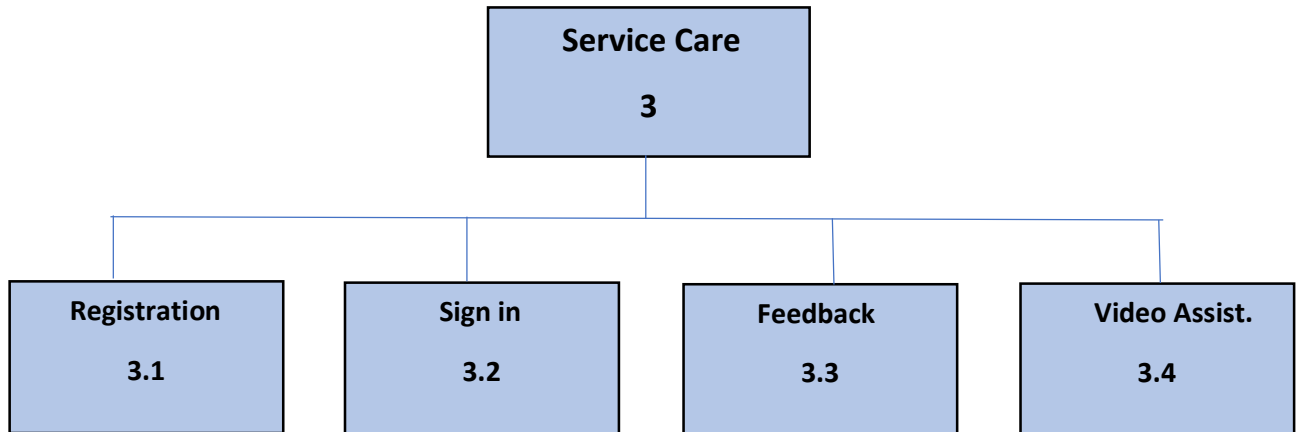 Service Care
3
Registration
3.1
Sign in
3.2
Feedback
3.3
Video Assist.
3.4